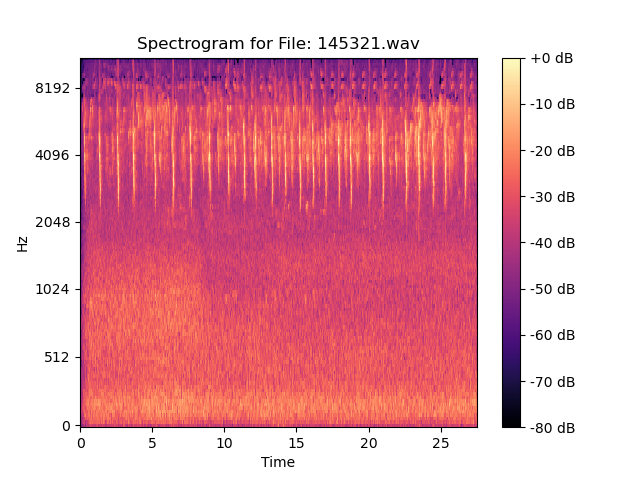 Spectrogram for File: 145321.wav
Hz
8192
4096
2048
1024
512
0
0 5 10 15 20 25
Time
+0 dB
-10 dB
-20 dB
-30 dB
-40 dB
-50 dB
-60 dB
-70 dB
-80 dB